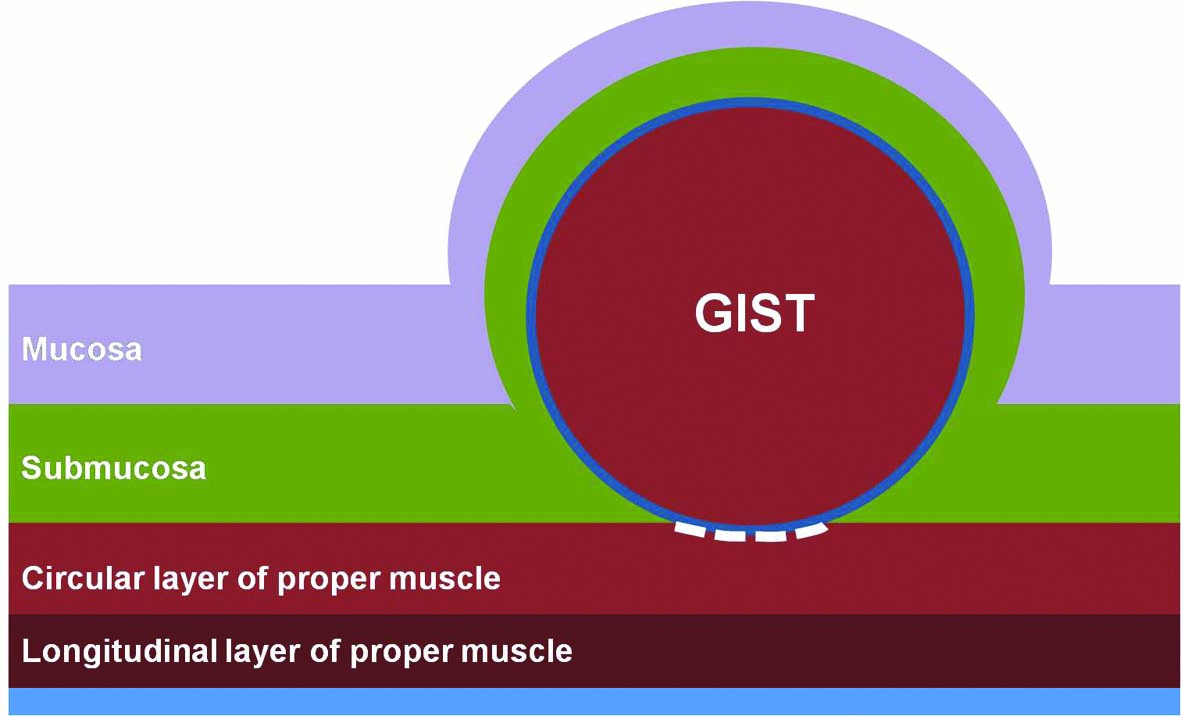 GIST
Mucosa
Submucosa
Circular layer of proper muscle
Longitudinal layer of proper muscle